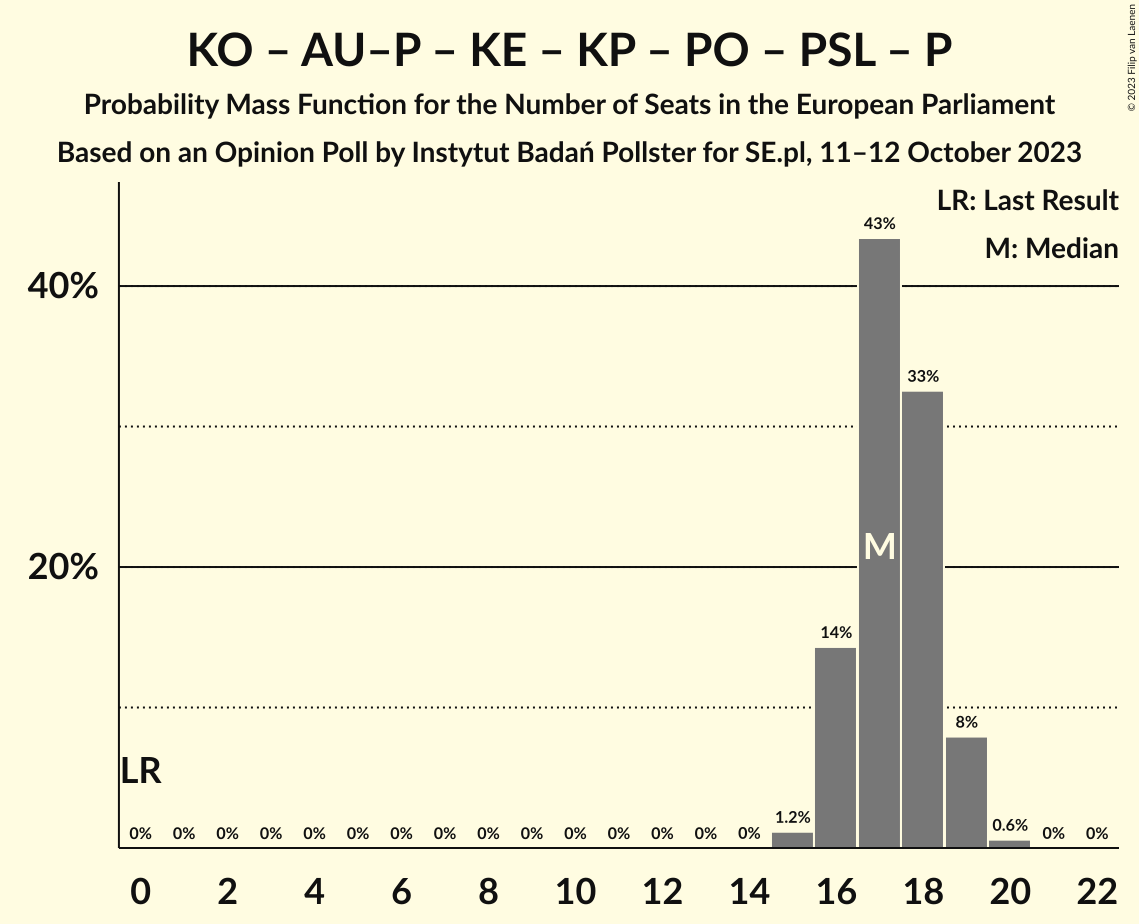 KO – AU–P – KE – KP – PO – PSL – P
Probability Mass Function for the Number of Seats in the European Parliament
Based on an Opinion Poll by Instytut Badań Pollster for SE.pl, 11–12 October 2023
© 2023 Filip van Laenen
LR: Last Result
M: Median
40%
20%
43%
33%
M
14%
8%
LR
0% 0% 0% 0% 0% 0% 0% 0% 0% 0% 0% 0% 0% 0% 0% 1.2% 0.6% 0% 0%
0 2 4 6 8 10 12 14 16 18 20 22